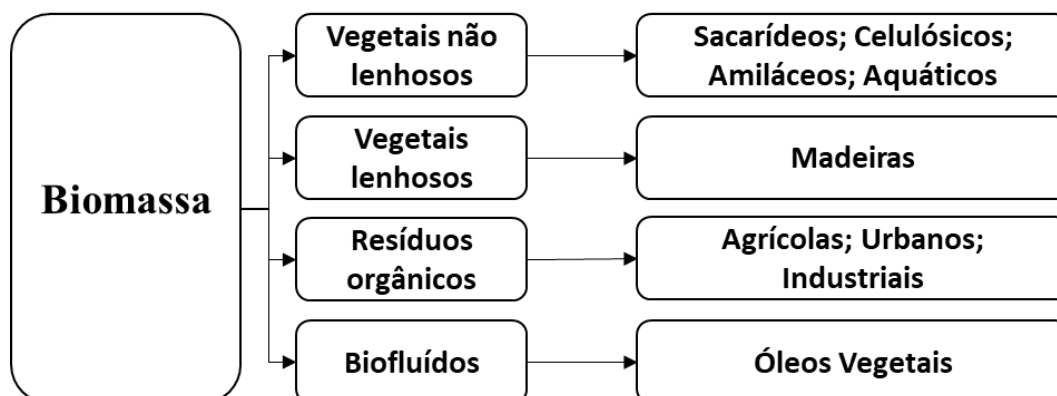 Biomassa
Vegetais não
lenhosos
Sacarídeos; Celulósicos;
Amiláceos; Aquáticos
Vegetais
lenhosos
Madeiras
Resíduos
orgânicos
Agrícolas; Urbanos;
Industriais
Biofluídos
Óleos Vegetais